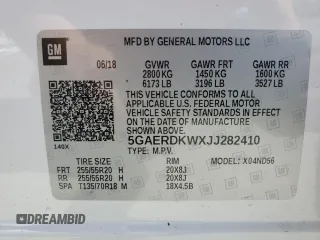 GM
MFD BY GENERAL MOTORS LLC
06/18 GVWR GAWR FRT GAWR RR
2800 KG 1450 KG 1600 KG
6173 LB 3196 LB 3527 LB
THIS VEHICLE CONFORMS TO ALL APPLICABLE
U.S. FEDERAL MOTOR VEHICLE SAFETY
STANDARDS IN EFFECT ON THE DATE OF
MANUFACTURE SHOWN ABOVE.
5GAERDKWXJJ282410
140X TYPE: M.P.V. MODEL: X04ND56
TIRE SIZE RIM
FRT 255/55R20 H 20X8J
RR 255/55R20 H 20X8J
SPA T135/70R18 M 18X4.5B
© DREAMBID